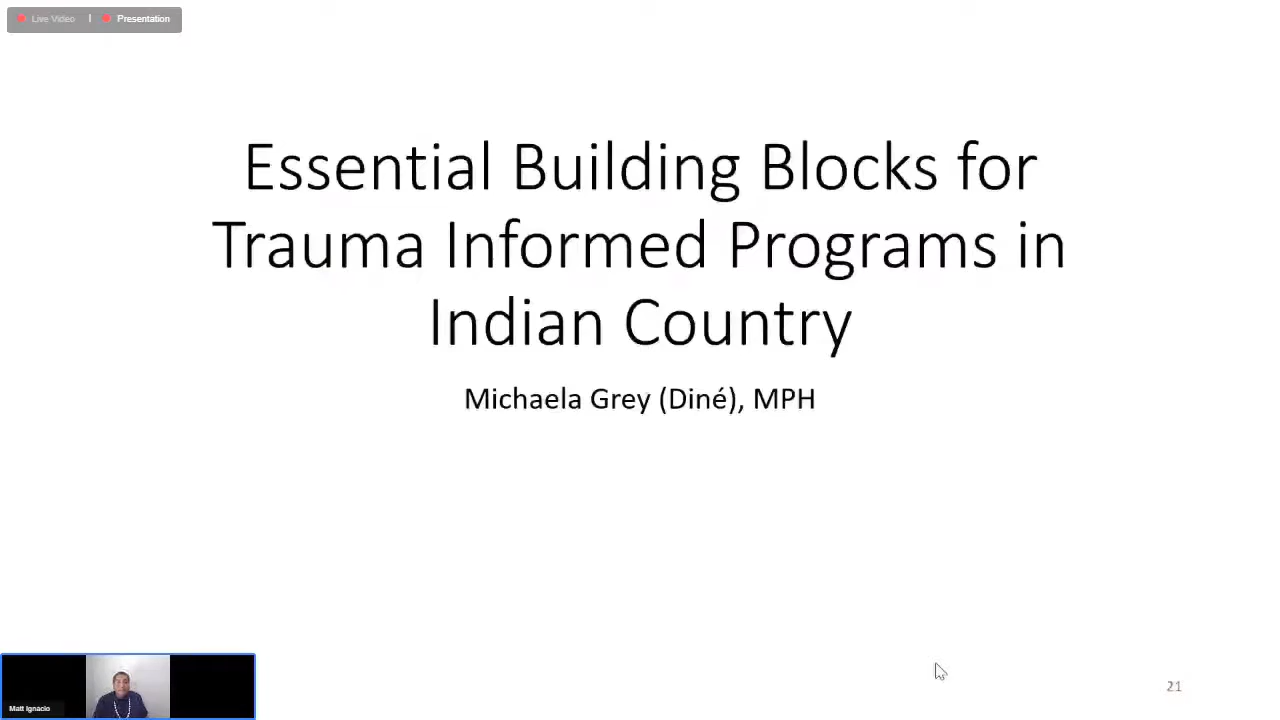 Live Video | Presentation
Essential Building Blocks for
Trauma Informed Programs in
Indian Country
Michaela Grey (Diné), MPH
Matt Ignacio
21